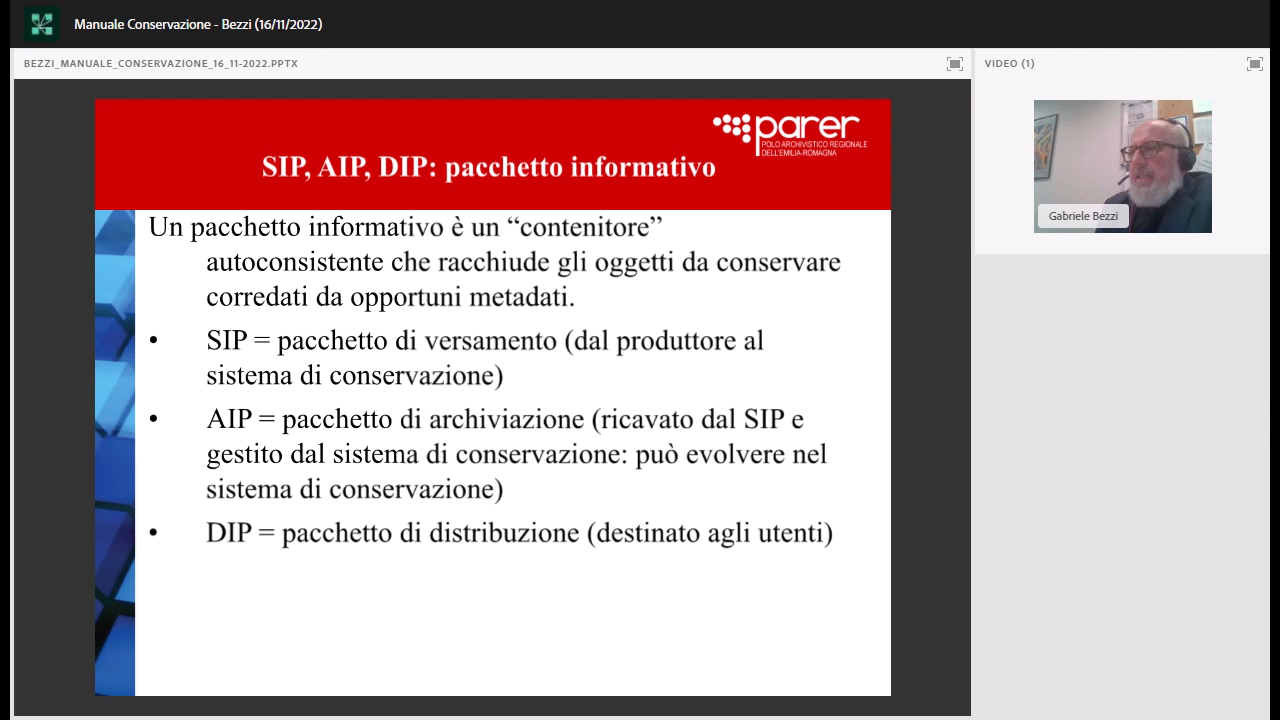 Manuale Conservazione - Bezzi (16/11/2022)
BEZZI_MANUALE_CONSERVAZIONE_16_11-2022.PPTX
VIDEO (1)
parer
POLO ARCHIVISTICO REGIONALE
DELL'EMILIA-ROMAGNA
SIP, AIP, DIP: pacchetto informativo
Un pacchetto informativo è un “contenitore”
autoconsistente che racchiude gli oggetti da conservare
corredati da opportuni metadati.
• SIP = pacchetto di versamento (dal produttore al
sistema di conservazione)
• AIP = pacchetto di archiviazione (ricavato dal SIP e
gestito dal sistema di conservazione: può evolvere nel
sistema di conservazione)
• DIP = pacchetto di distribuzione (destinato agli utenti)
Gabriele Bezzi